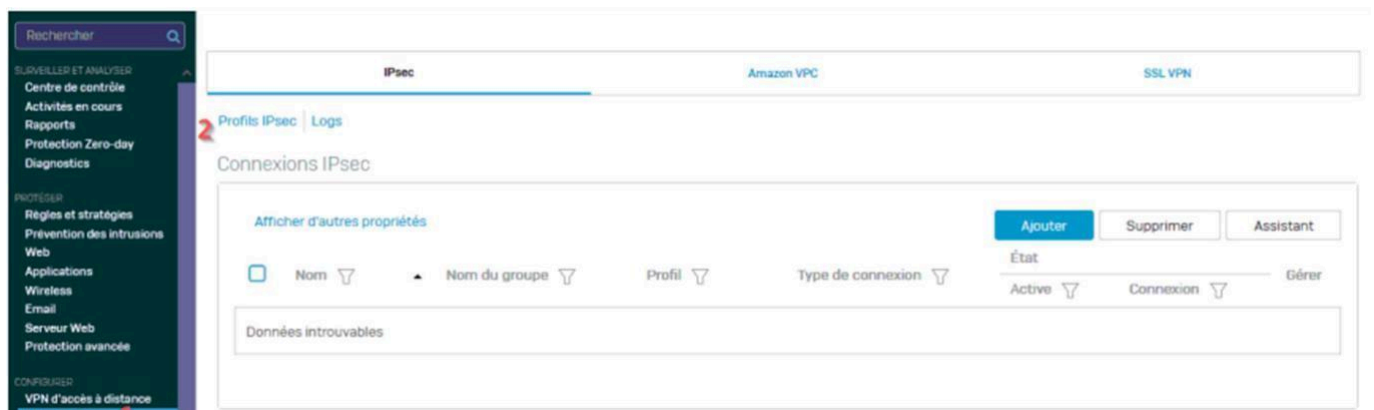 Rechercher
SURVEILLER ET ANALYSER
Centre de contrôle
Activités en cours
Rapports
Protection Zero-day
Diagnostics
PROTÉGER
Règles et stratégies
Prévention des intrusions
Web
Applications
Wireless
Email
Serveur Web
Protection avancée
CONFIGURER
VPN d'accès à distance
IPsec Amazon VPC SSL VPN
2 Profils IPsec Logs
Connexions IPsec
Afficher d'autres propriétés Ajouter Supprimer Assistant
État
Nom Nom du groupe Profil Type de connexion Gérer
Active Connexion
Données introuvables